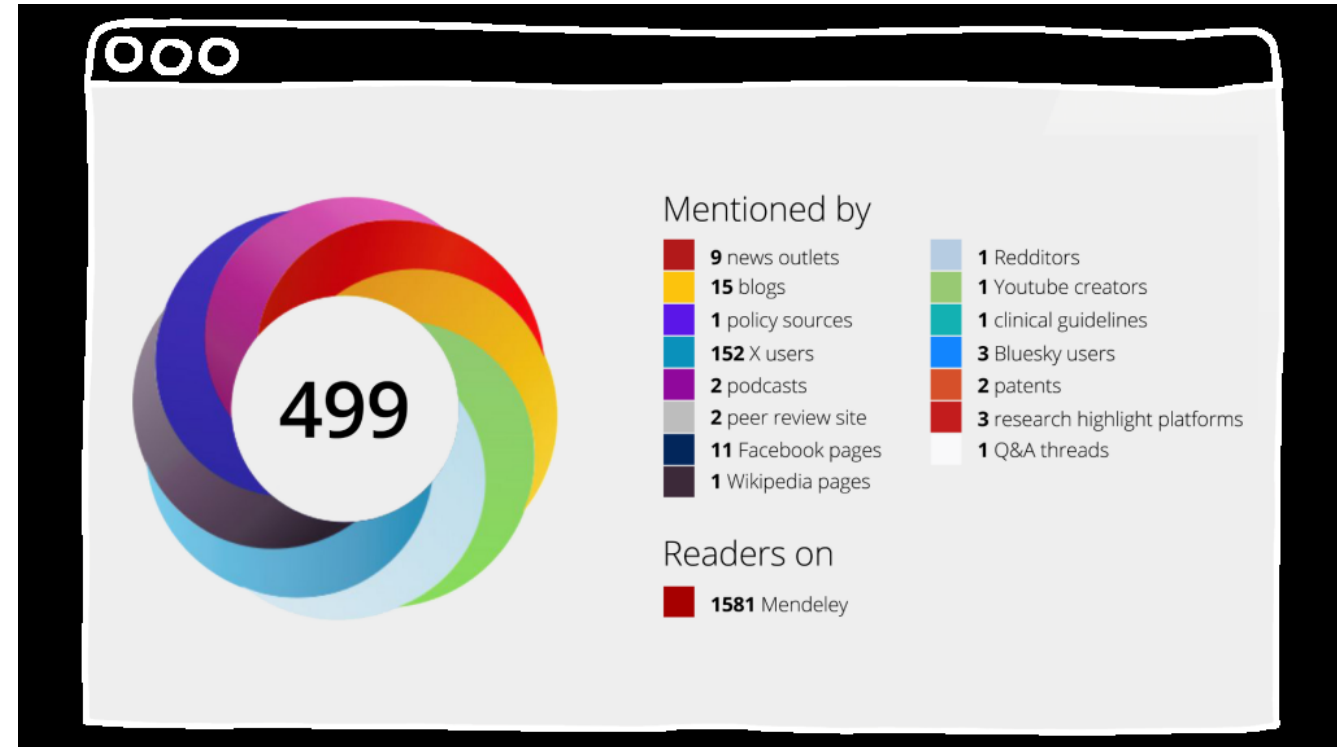 499
Mentioned by
9 news outlets
15 blogs
1 policy sources
152 X users
2 podcasts
2 peer review site
11 Facebook pages
1 Wikipedia pages
1 Redditors
1 Youtube creators
1 clinical guidelines
3 Bluesky users
2 patents
3 research highlight platforms
1 Q&A threads
Readers on
1581 Mendeley